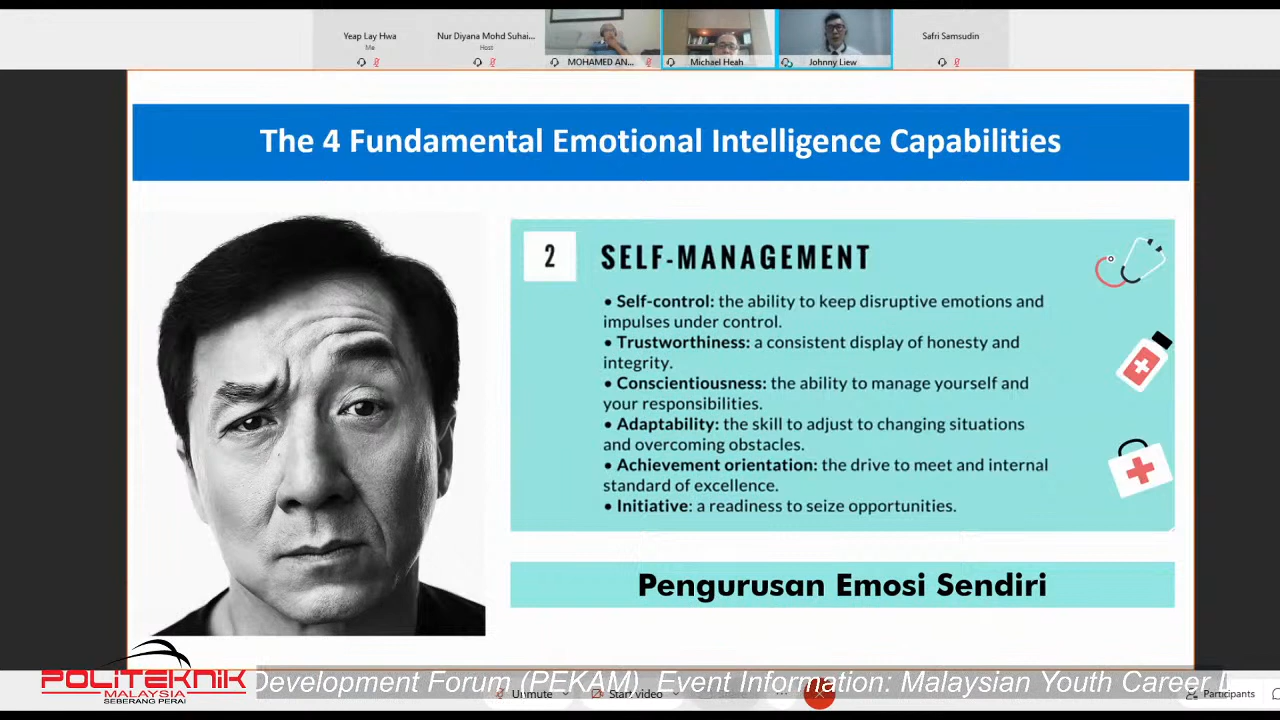 Yeap Lay Hwa
Me
Nur Diyana Mohd Suhai...
Host
MOHAMED AN...
Michael Heah
Johnny Liew
Safri Samsudin
The 4 Fundamental Emotional Intelligence Capabilities
2
SELF-MANAGEMENT
• Self-control: the ability to keep disruptive emotions and
impulses under control.
• Trustworthiness: a consistent display of honesty and
integrity.
• Conscientiousness: the ability to manage yourself and
your responsibilities.
• Adaptability: the skill to adjust to changing situations
and overcoming obstacles.
• Achievement orientation: the drive to meet and internal
standard of excellence.
• Initiative: a readiness to seize opportunities.
Pengurusan Emosi Sendiri
POLITEKNIK
MALAYSIA
SEBERANG PERAI
Development Forum (PEKAM) Event Information: Malaysian Youth Career
Unmute
Start video
Participants